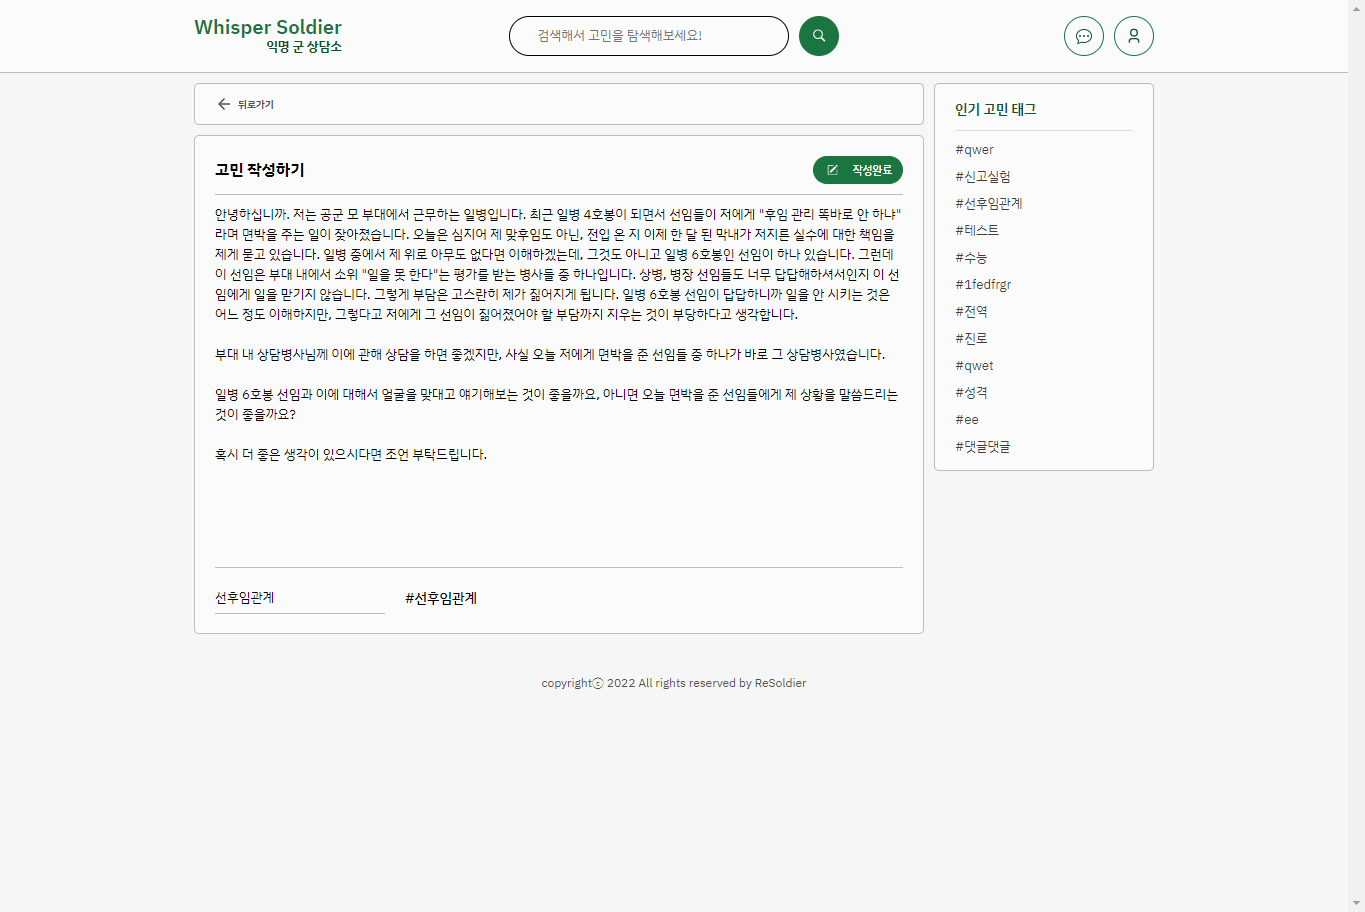 Whisper Soldier
익명 군 상담소
검색해서 고민을 탐색해보세요!
뒤로가기
고민 작성하기
작성완료
안녕하십니까. 저는 공군 모 부대에서 근무하는 일병입니다. 최근 일병 4호봉이 되면서 선임들이 저에게 "후임 관리 똑바로 안 하냐"
라며 면박을 주는 일이 잦아졌습니다. 오늘은 심지어 제 맞후임도 아닌, 전입 온 지 이제 한 달 된 막내가 저지른 실수에 대한 책임을
제게 묻고 있습니다. 일병 중에서 제 위로 아무도 없다면 이해하겠는데, 그것도 아니고 일병 6호봉인 선임이 하나 있습니다. 그런데
이 선임은 부대 내에서 소위 "일을 못 한다"는 평가를 받는 병사들 중 하나입니다. 상병, 병장 선임들도 너무 답답해하셔서인지 이 선
임에게 일을 맏기지 않습니다. 그렇게 부담은 고스란히 제가 짊어지게 됩니다. 일병 6호봉 선임이 답답하니까 일을 안 시키는 것은
어느 정도 이해하지만, 그렇다고 저에게 그 선임이 짊어졌어야 할 부담까지 지우는 것이 부당하다고 생각합니다.
부대 내 상담병사님께 이에 관해 상담을 하면 좋겠지만, 사실 오늘 저에게 면박을 준 선임들 중 하나가 바로 그 상담병사였습니다.
일병 6호봉 선임과 이에 대해서 얼굴을 맞대고 얘기해보는 것이 좋을까요, 아니면 오늘 면박을 준 선임들에게 제 상황을 말씀드리는
것이 좋을까요?
혹시 더 좋은 생각이 있으시다면 조언 부탁드립니다.
선후임관계
#선후임관계
인기 고민 태그
#qwer
#신고실험
#선후임관계
#테스트
#수능
#1fedfrgr
#전역
#진로
#qwet
#성격
#ee
#댓글댓글
copyrightⓒ 2022 All rights reserved by ReSoldier